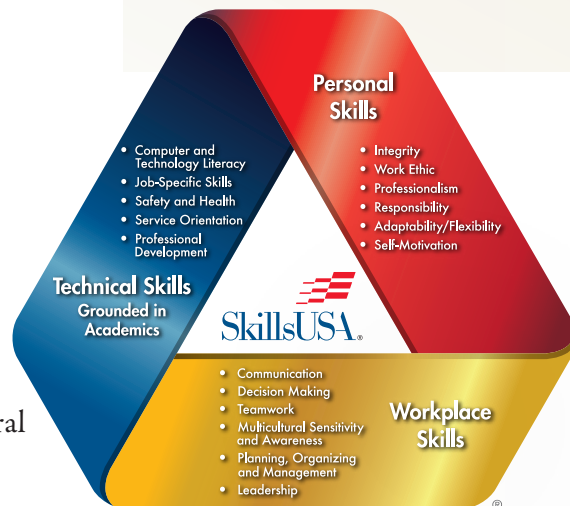 Personal
Skills
• Integrity
• Work Ethic
• Professionalism
• Responsibility
• Adaptability/Flexibility
• Self-Motivation
• Computer and
Technology Literacy
• Job-Specific Skills
• Safety and Health
• Service Orientation
• Professional
Development
Technical Skills
Grounded in
Academics
SkillsUSA®
• Communication
• Decision Making
• Teamwork
• Multicultural Sensitivity
and Awareness
• Planning, Organizing
and Management
• Leadership
Workplace
Skills
®